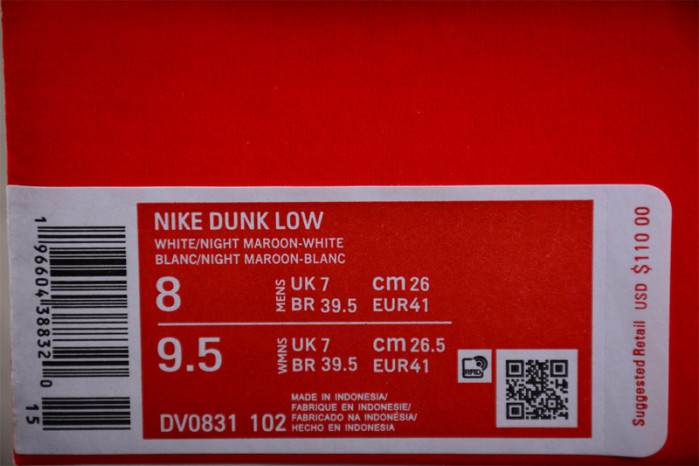 NIKE DUNK LOW
WHITE/NIGHT MAROON-WHITE
BLANC/NIGHT MAROON-BLANC
8 MENS UK 7 cm 26
BR 39.5 EUR41
9.5 WMNS UK 7 cm 26.5
BR 39.5 EUR41
DV0831 102
MADE IN INDONESIA/
FABRIQUE EN INDONESIE/
FABRICADO NA INDONÉSIA/
HECHO EN INDONESIA
RFID
1 96604 38832 0
15
Suggested Retail USD $110 00